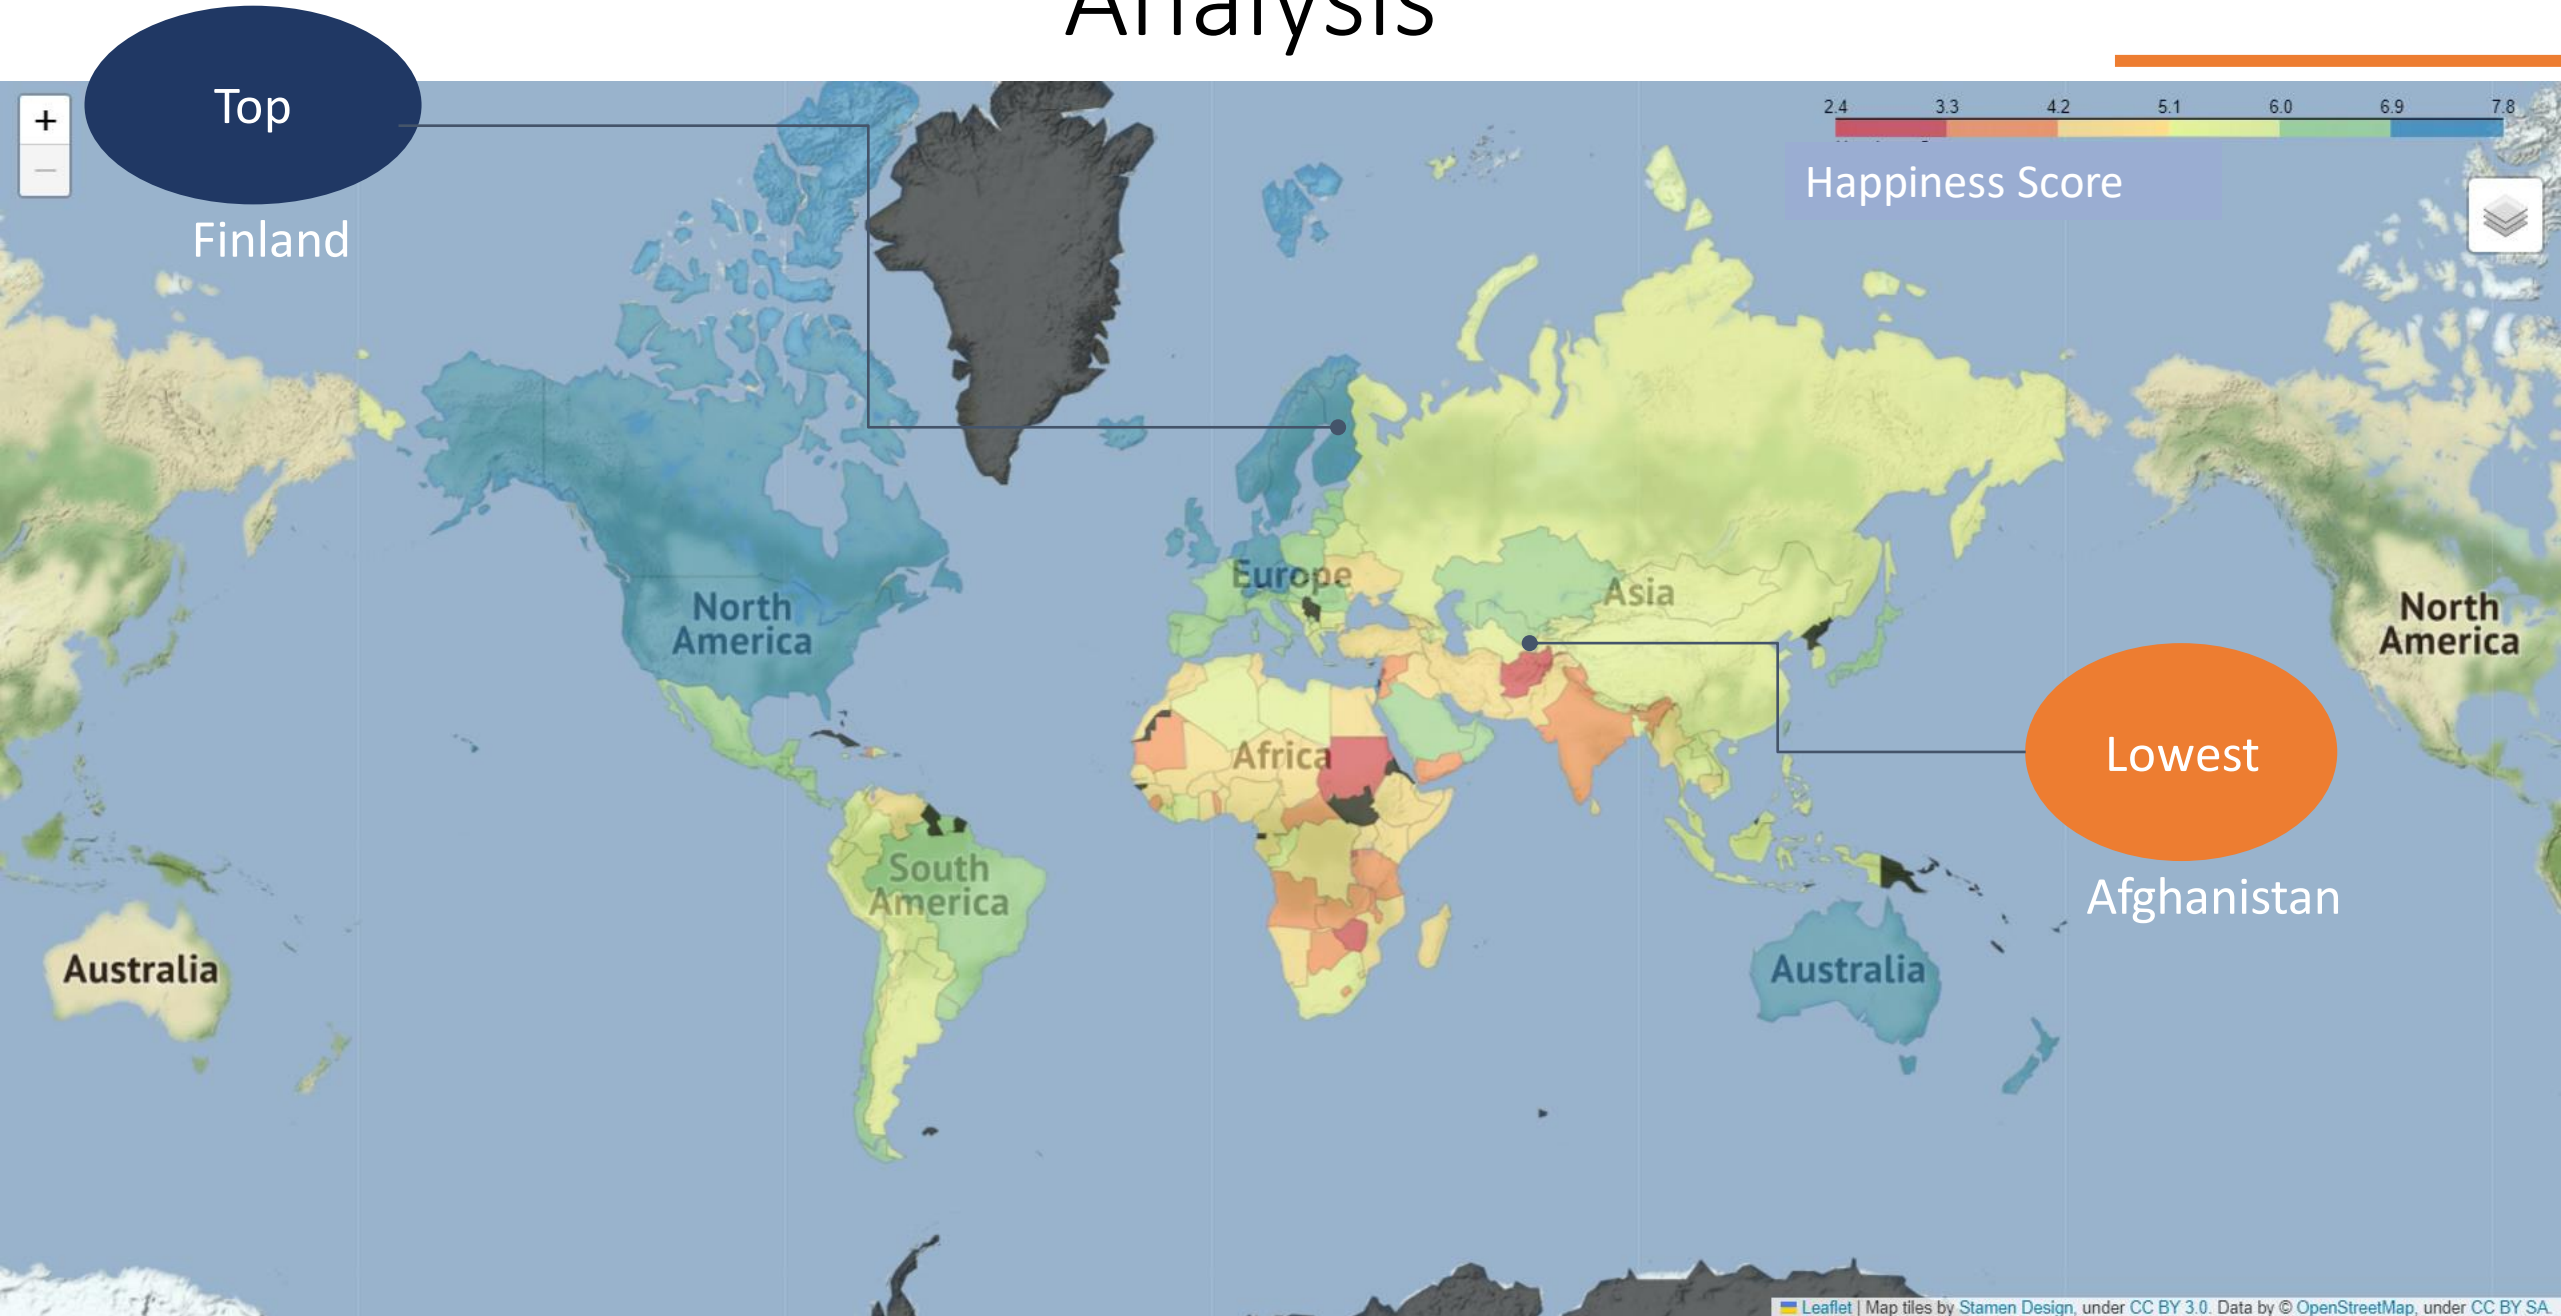 Analysis
Top
Finland
+
−
2.4 3.3 4.2 5.1 6.0 6.9 7.8
Happiness Score
North
America
Europe
Asia
Africa
South
America
Australia
Australia
North
America
Lowest
Afghanistan
Leaflet | Map tiles by Stamen Design, under CC BY 3.0. Data by © OpenStreetMap, under CC BY SA.